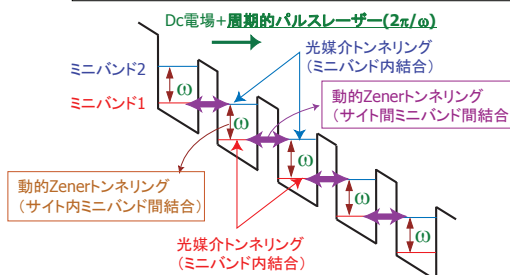 Dc電場+周期的パルスレーザー(2π/ω)
光媒介トンネリング
(ミニバンド内結合)
ミニバンド2
ω
ミニバンド1
動的Zenerトンネリング
(サイト間ミニバンド間結合
ω
ω
動的Zenerトンネリング
(サイト内ミニバンド間結合)
ω
光媒介トンネリング
(ミニバンド内結合)
ω